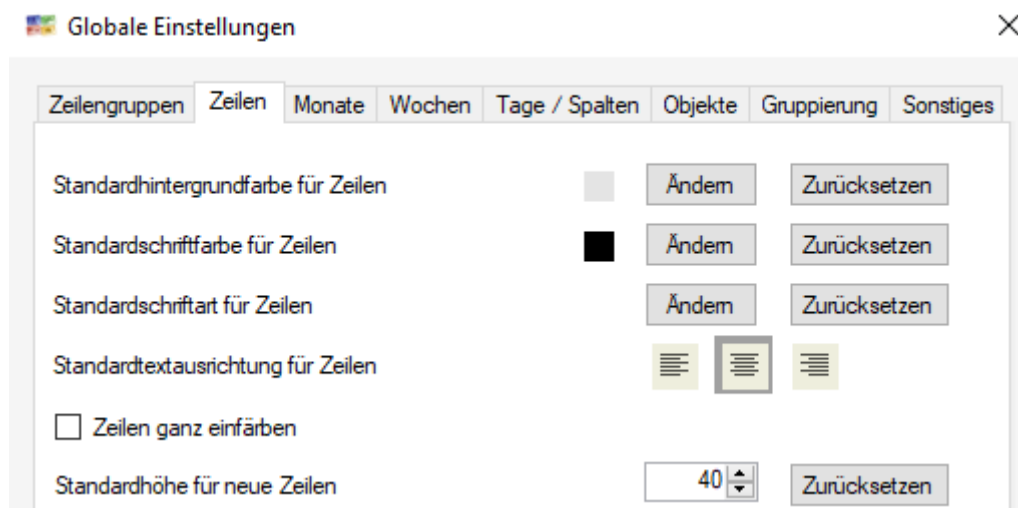 Globale Einstellungen
Zeilengruppen Zeilen Monate Wochen Tage / Spalten Objekte Gruppierung Sonstiges
Standardhintergrundfarbe für Zeilen Ändern Zurücksetzen
Standardschriftfarbe für Zeilen Ändern Zurücksetzen
Standardschriftart für Zeilen Ändern Zurücksetzen
Standardtextausrichtung für Zeilen
Zeilen ganz einfärben
Standardhöhe für neue Zeilen 40 Zurücksetzen